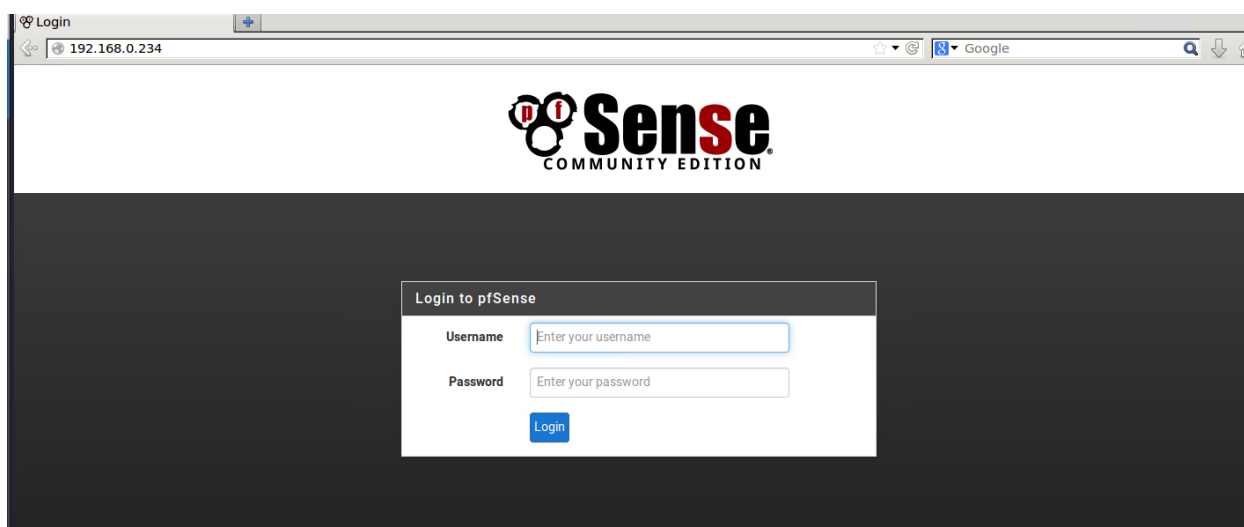 Login
192.168.0.234
8 Google
pf Sense®
COMMUNITY EDITION
Login to pfSense
Username Enter your username
Password Enter your password
Login